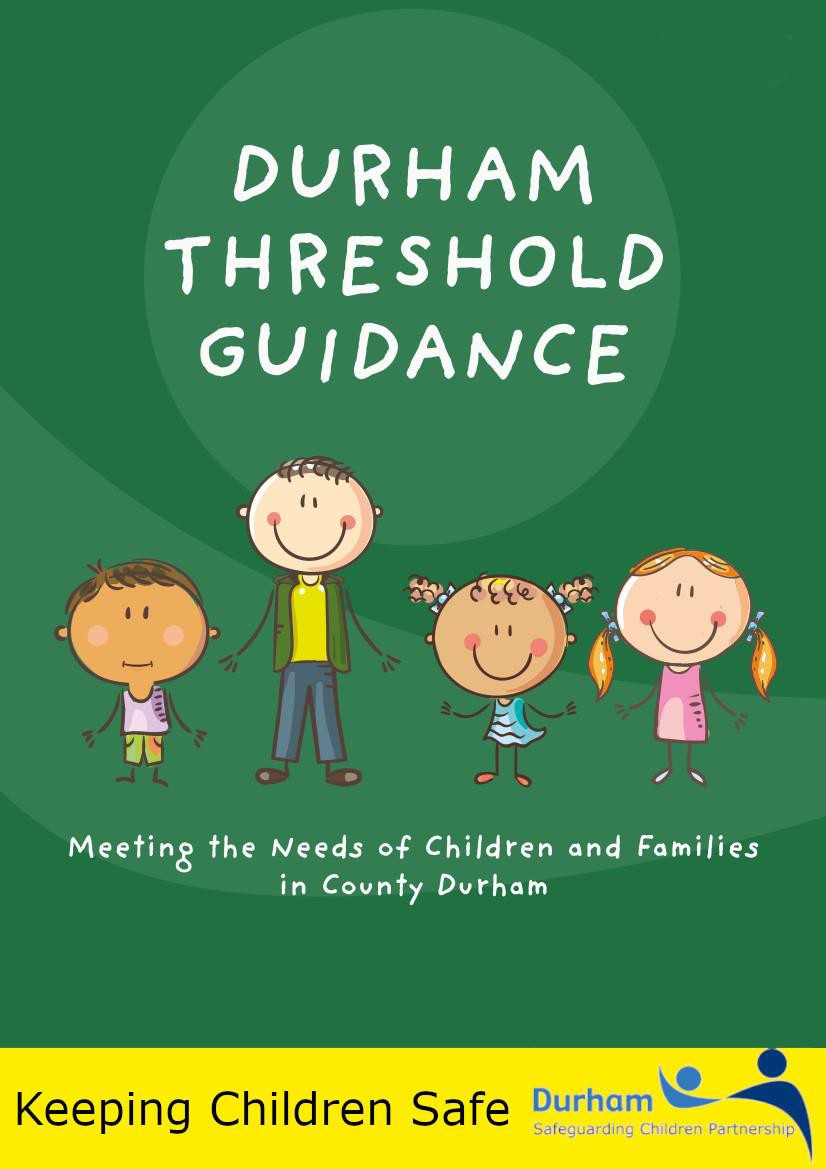 DURHAM
THRESHOLD
GUIDANCE
Meeting the Needs of Children and Families
in County Durham
Keeping Children Safe
Durham
Safeguarding Children Partnership